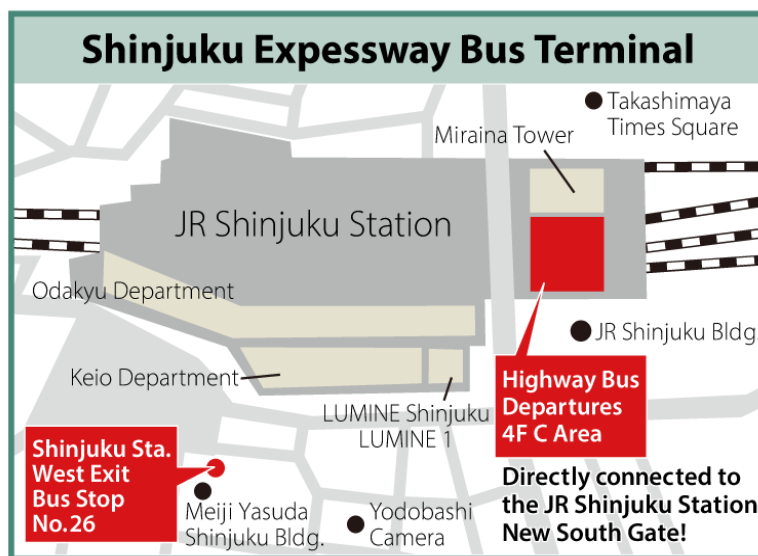 Shinjuku Expessway Bus Terminal
Takashimaya
Times Square
Miraina Tower
JR Shinjuku Station
Odakyu Department
JR Shinjuku Bldg.
Keio Department
Highway Bus
Departures
4F C Area
LUMINE Shinjuku
LUMINE 1
Shinjuku Sta.
West Exit
Bus Stop
No.26
Meiji Yasuda
Shinjuku Bldg.
Yodobashi
Camera
Directly connected to
the JR Shinjuku Station
New South Gate!